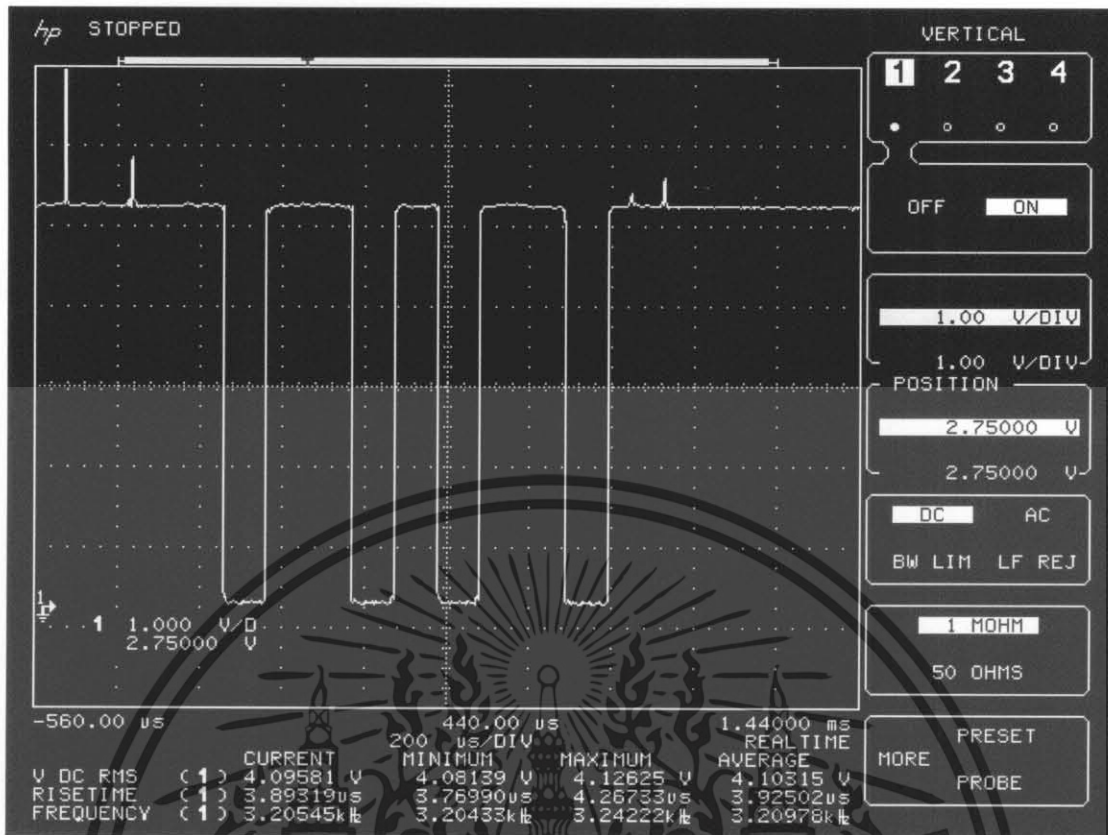 hp STOPPED
VERTICAL
1 2 3 4
OFF ON
1.00 V/DIV
1.00 V/DIV
POSITION
2.75000 V
2.75000 V
DC AC
BW LIM LF REJ
1 MOHM
50 OHMS
MORE
PRESET
PROBE
1
1 1.000 V/D
2.75000 V
-560.00 us 440.00 us 1.44000 ms
200 us/DIV REALTIME
CURRENT MINIMUM MAXIMUM AVERAGE
V DC RMS (1) 4.09581 V 4.08139 V 4.12625 V 4.10315 V
RISETIME (1) 3.89319us 3.76990us 4.26733us 3.92502us
FREQUENCY (1) 3.20545kHz 3.20433kHz 3.24222kHz 3.20978kHz